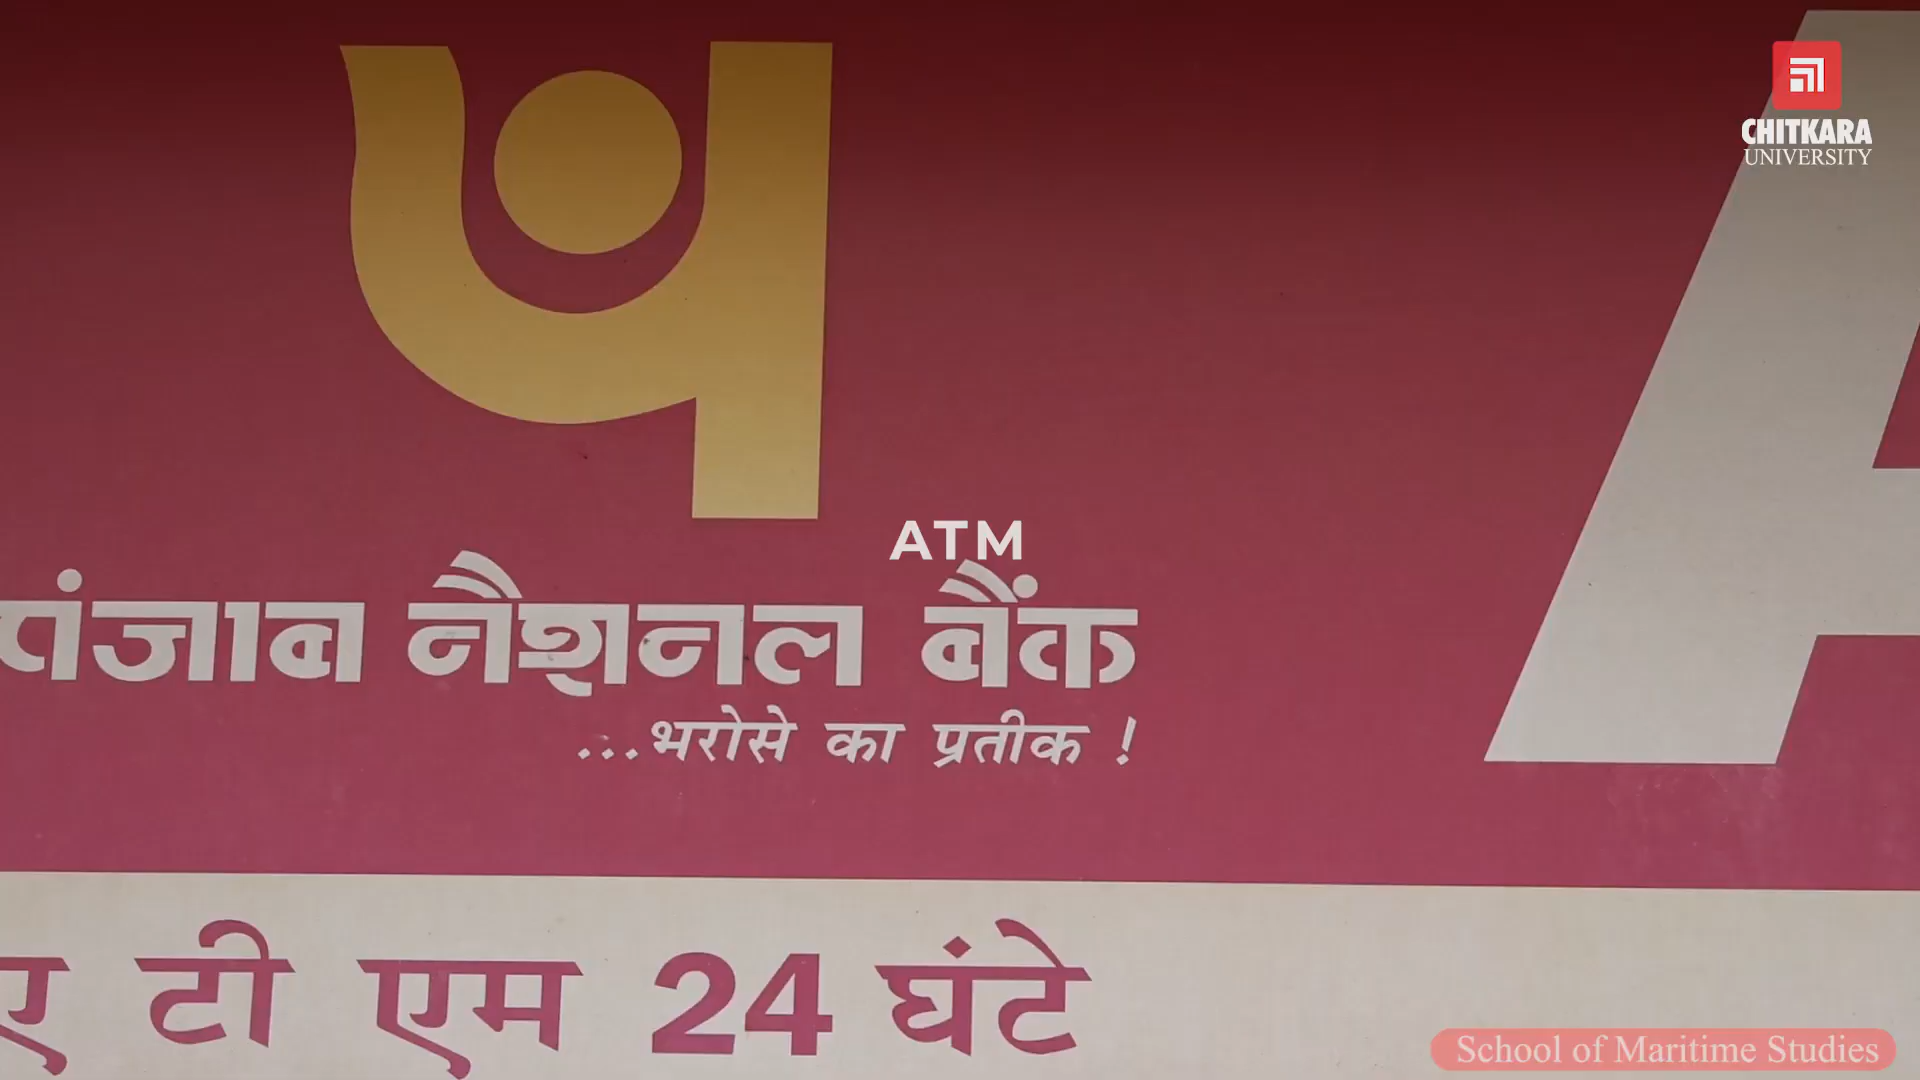 CHITKARA
UNIVERSITY
ATM
पंजाब नैशनल बैंक
...भरोसे का प्रतीक !
ए टी एम 24 घंटे
School of Maritime Studies